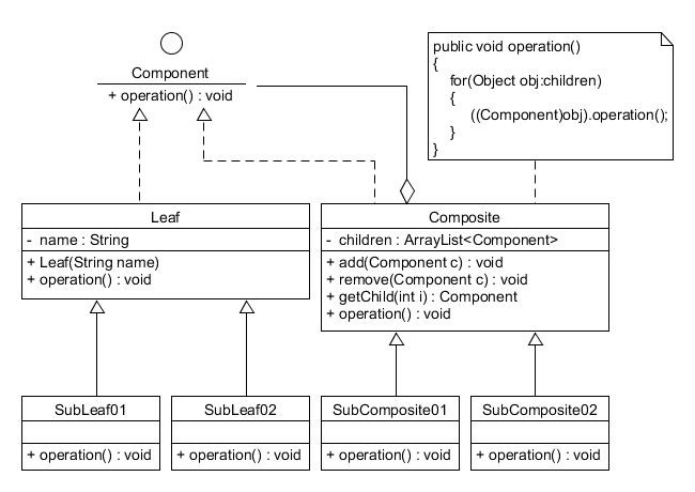 Component
+ operation() : void
public void operation()
{
for(Object obj:children)
{
((Component)obj).operation();
}
}
Leaf
- name : String
+ Leaf(String name)
+ operation() : void
Composite
- children : ArrayList<Component>
+ add(Component c) : void
+ remove(Component c) : void
+ getChild(int i) : Component
+ operation() : void
SubLeaf01
+ operation() : void
SubLeaf02
+ operation() : void
SubComposite01
+ operation() : void
SubComposite02
+ operation() : void